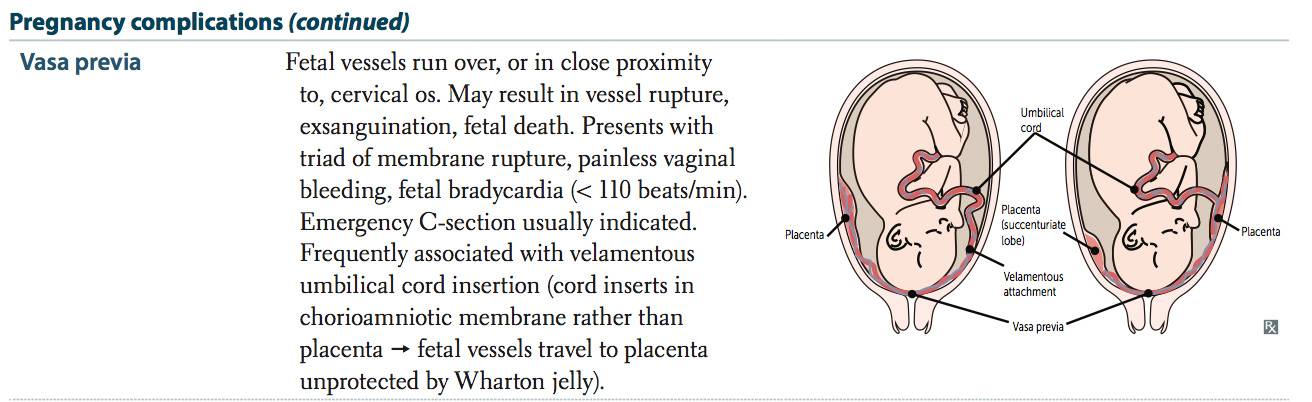 Pregnancy complications (continued)
Vasa previa
Fetal vessels run over, or in close proximity
to, cervical os. May result in vessel rupture,
exsanguination, fetal death. Presents with
triad of membrane rupture, painless vaginal
bleeding, fetal bradycardia (< 110 beats/min).
Emergency C-section usually indicated.
Frequently associated with velamentous
umbilical cord insertion (cord inserts in
chorioamniotic membrane rather than
placenta → fetal vessels travel to placenta
unprotected by Wharton jelly).
Umbilical
cord
Placenta
Placenta
(succenturiate
lobe)
Placenta
Velamentous
attachment
Vasa previa
Rx